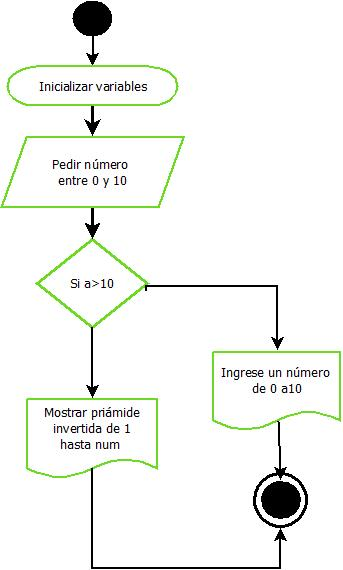 Inicializar variables
Pedir número
entre 0 y 10
Si a>10
Ingrese un número
de 0 a10
Mostrar priámide
invertida de 1
hasta num